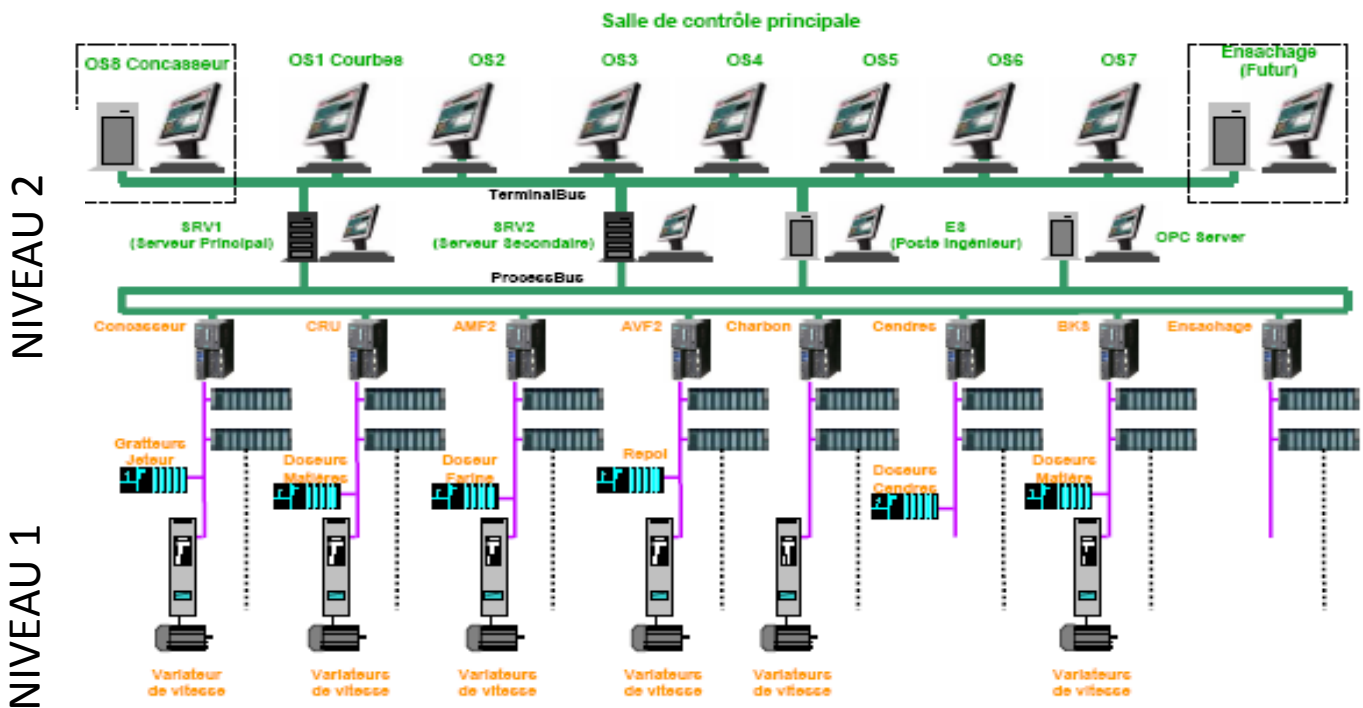 Salle de contrôle principale
OS8 Concasseur
OS1 Courbes
OS2
OS3
OS4
OS5
OS6
OS7
Ensachage
(Futur)
NIVEAU 2
TerminalBus
SRV1
(Serveur Principal)
SRV2
(Serveur Secondaire)
ES
(Poste Ingénieur)
OPC Server
ProcessBus
Concasseur
CRU
AMF2
AVF2
Charbon
Cendres
BK5
Ensachage
Gratteurs
Jeteur
Doseurs
Matières
Doseur
Farine
Repol
Doseurs
Cendres
Doseurs
Matière
NIVEAU 1
Variateur
de vitesse
Variateurs
de vitesse
Variateurs
de vitesse
Variateurs
de vitesse
Variateurs
de vitesse
Variateurs
de vitesse